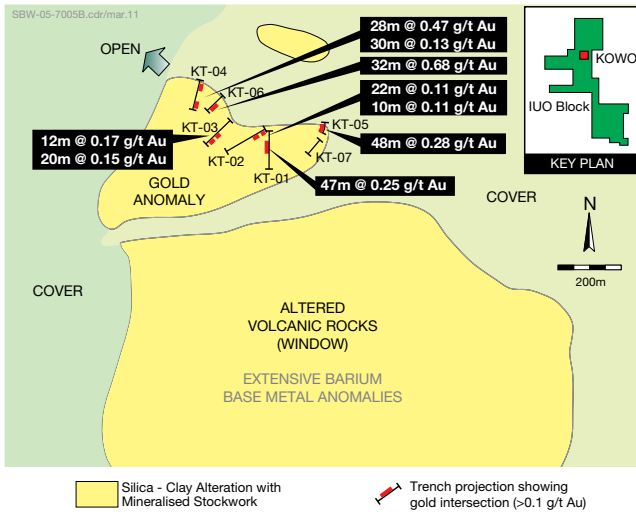 SBW-05-7005B.cdr/mar.11
OPEN
KT-04
28m @ 0.47 g/t Au
30m @ 0.13 g/t Au
32m @ 0.68 g/t Au
22m @ 0.11 g/t Au
10m @ 0.11 g/t Au
KT-06
KT-03
KT-05
12m @ 0.17 g/t Au
20m @ 0.15 g/t Au
KT-02
KT-07
48m @ 0.28 g/t Au
KT-01
47m @ 0.25 g/t Au
GOLD
ANOMALY
KOWO
IUO Block
KEY PLAN
COVER
N
200m
COVER
ALTERED
VOLCANIC ROCKS
(WINDOW)
EXTENSIVE BARIUM
BASE METAL ANOMALIES
Silica - Clay Alteration with
Mineralised Stockwork
Trench projection showing
gold intersection (>0.1 g/t Au)